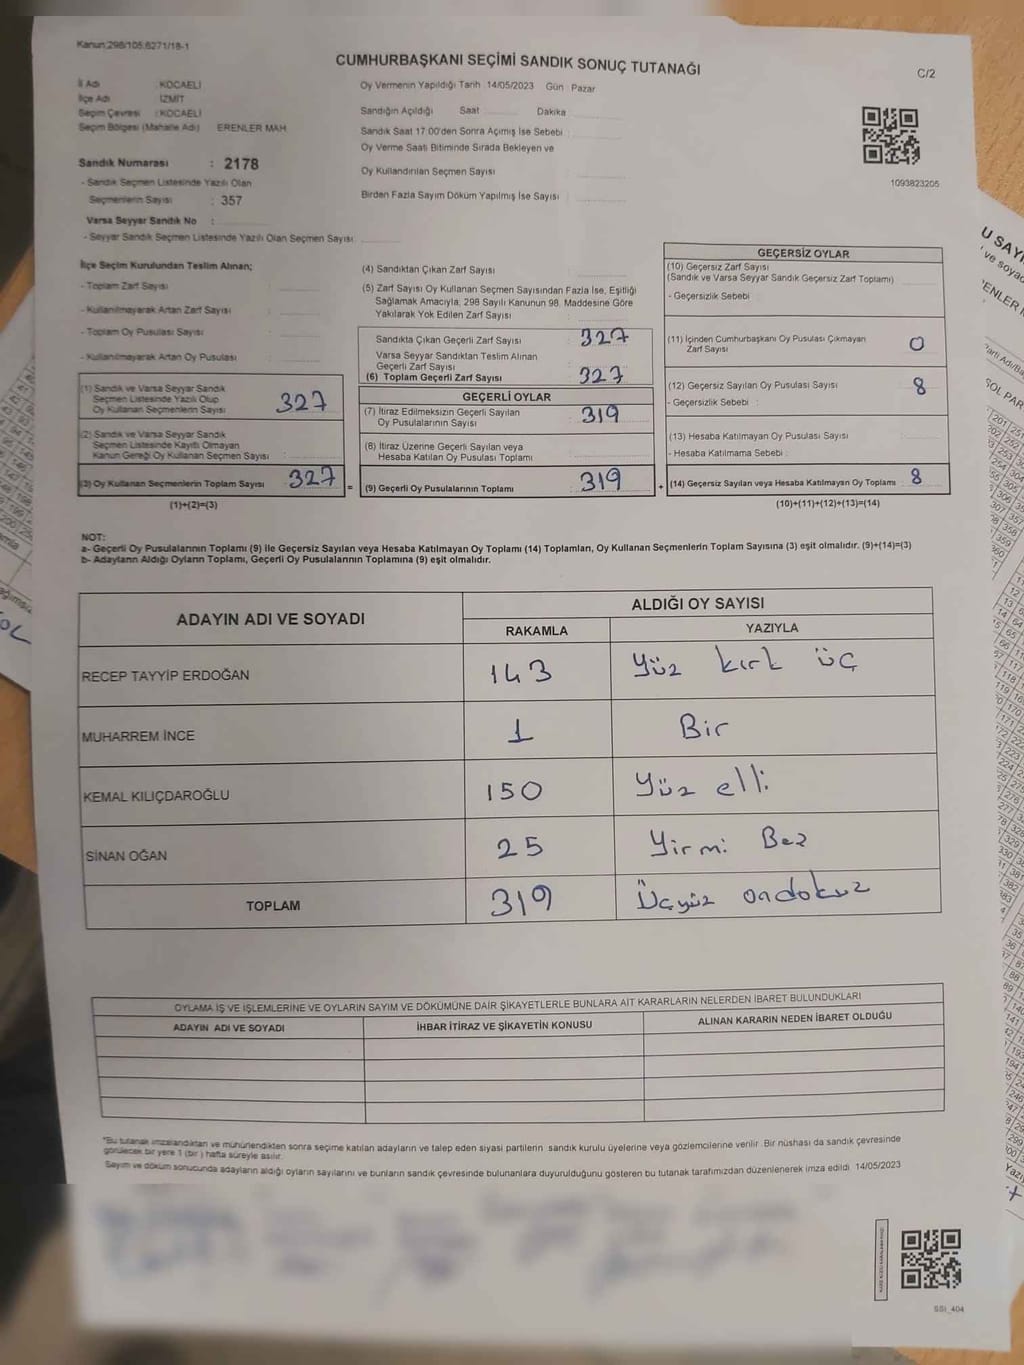 Kanun:298/105.6271/18-1
CUMHURBAŞKANI SEÇİMİ SANDIK SONUÇ TUTANAĞI
C/2
İl Adı : KOCAELİ
İlçe Adı : İZMİT
Seçim Çevresi : KOCAELİ
Seçim Bölgesi (Mahalle Adı) ERENLER MAH.
Sandık Numarası : 2178
- Sandık Seçmen Listesinde Yazılı Olan
Seçmenlerin Sayısı : 357
Varsa Seyyar Sandık No :
- Seyyar Sandık Seçmen Listesinde Yazılı Olan Seçmen Sayısı:
Oy Vermenin Yapıldığı Tarih :14/05/2023 Gün : Pazar
Sandığın Açıldığı Saat Dakika
Sandık Saat 17:00'den Sonra Açımış İse Sebebi :
Oy Verme Saati Bitiminde Sırada Bekleyen ve
Oy Kullandırılan Seçmen Sayısı :
Birden Fazla Sayım Döküm Yapılmış İse Sayısı :
1093823205
İlçe Seçim Kurulundan Teslim Alınan;
- Toplam Zarf Sayısı :
- Kullanılmayarak Artan Zarf Sayısı :
- Toplam Oy Pusulası Sayısı :
- Kullanılmayarak Artan Oy Pusulası :
(1) Sandık ve Varsa Seyyar Sandık
Seçmen Listesinde Yazılı Olup
Oy Kullanan Seçmenlerin Sayısı : 327
(2) Sandık ve Varsa Seyyar Sandık
Seçmen Listesinde Kayıtlı Olmayan
Kanun Gereği Oy Kullanan Seçmen Sayısı :
(3) Oy Kullanan Seçmenlerin Toplam Sayısı : 327
(1)+(2)=(3)
(4) Sandıktan Çıkan Zarf Sayısı :
(5) Zarf Sayısı Oy Kullanan Seçmen Sayısından Fazla İse, Eşitliği
Sağlamak Amacıyla; 298 Sayılı Kanunun 98. Maddesine Göre
Yakılarak Yok Edilen Zarf Sayısı :
Sandıkta Çıkan Geçerli Zarf Sayısı : 327
Varsa Seyyar Sandıktan Teslim Alınan
Geçerli Zarf Sayısı :
(6) Toplam Geçerli Zarf Sayısı : 327
GEÇERLİ OYLAR
(7) İtiraz Edilmeksizin Geçerli Sayılan
Oy Pusulalarının Sayısı : 319
(8) İtiraz Üzerine Geçerli Sayılan veya
Hesaba Katılan Oy Pusulası Toplamı :
= (9) Geçerli Oy Pusulalarının Toplamı : 319 +
GEÇERSİZ OYLAR
(10) Geçersiz Zarf Sayısı
(Sandık ve Varsa Seyyar Sandık Geçersiz Zarf Toplamı)
- Geçersizlik Sebebi :
(11) İçinden Cumhurbaşkanı Oy Pusulası Çıkmayan
Zarf Sayısı : 0
(12) Geçersiz Sayılan Oy Pusulası Sayısı : 8
- Geçersizlik Sebebi :
(13) Hesaba Katılmayan Oy Pusulası Sayısı :
- Hesaba Katılmama Sebebi :
(14) Geçersiz Sayılan veya Hesaba Katılmayan Oy Toplamı : 8
(10)+(11)+(12)+(13)=(14)
NOT:
a- Geçerli Oy Pusulalarının Toplamı (9) ile Geçersiz Sayılan veya Hesaba Katılmayan Oy Toplamı (14) Toplamları, Oy Kullanan Seçmenlerin Toplam Sayısına (3) eşit olmalıdır. (9)+(14)=(3)
b- Adayların Aldığı Oyların Toplamı, Geçerli Oy Pusulalarının Toplamına (9) eşit olmalıdır.
ADAYIN ADI VE SOYADI ALDIĞI OY SAYISI
RAKAMLA YAZIYLA
RECEP TAYYİP ERDOĞAN 143 Yüz kırk üç
MUHARREM İNCE 1 Bir
KEMAL KILIÇDAROĞLU 150 Yüz elli
SİNAN OĞAN 25 Yirmi Beş
TOPLAM 319 Üçyüz ondokuz
OYLAMA İŞ VE İŞLEMLERİNE VE OYLARIN SAYIM VE DÖKÜMÜNE DAİR ŞİKAYETLERLE BUNLARA AİT KARARLARIN NELERDEN İBARET BULUNDUKLARI
ADAYIN ADI VE SOYADI İHBAR İTİRAZ VE ŞİKAYETİN KONUSU ALINAN KARARIN NEDEN İBARET OLDUĞU
*Bu tutanak imzalandıktan ve mühürlendikten sonra seçime katılan adayların ve talep eden siyasi partilerin sandık kurulu üyelerine veya gözlemcilerine verilir. Bir nüshası da sandık çevresinde
görülecek bir yere 1 (bir) hafta süreyle asılır.
Sayım ve döküm sonucunda adayların aldığı oyların sayılarını ve bunların sandık çevresinde bulunanlara duyurulduğunu gösteren bu tutanak tarafımızdan düzenlenerek imza edildi. 14/05/2023
SSI_404